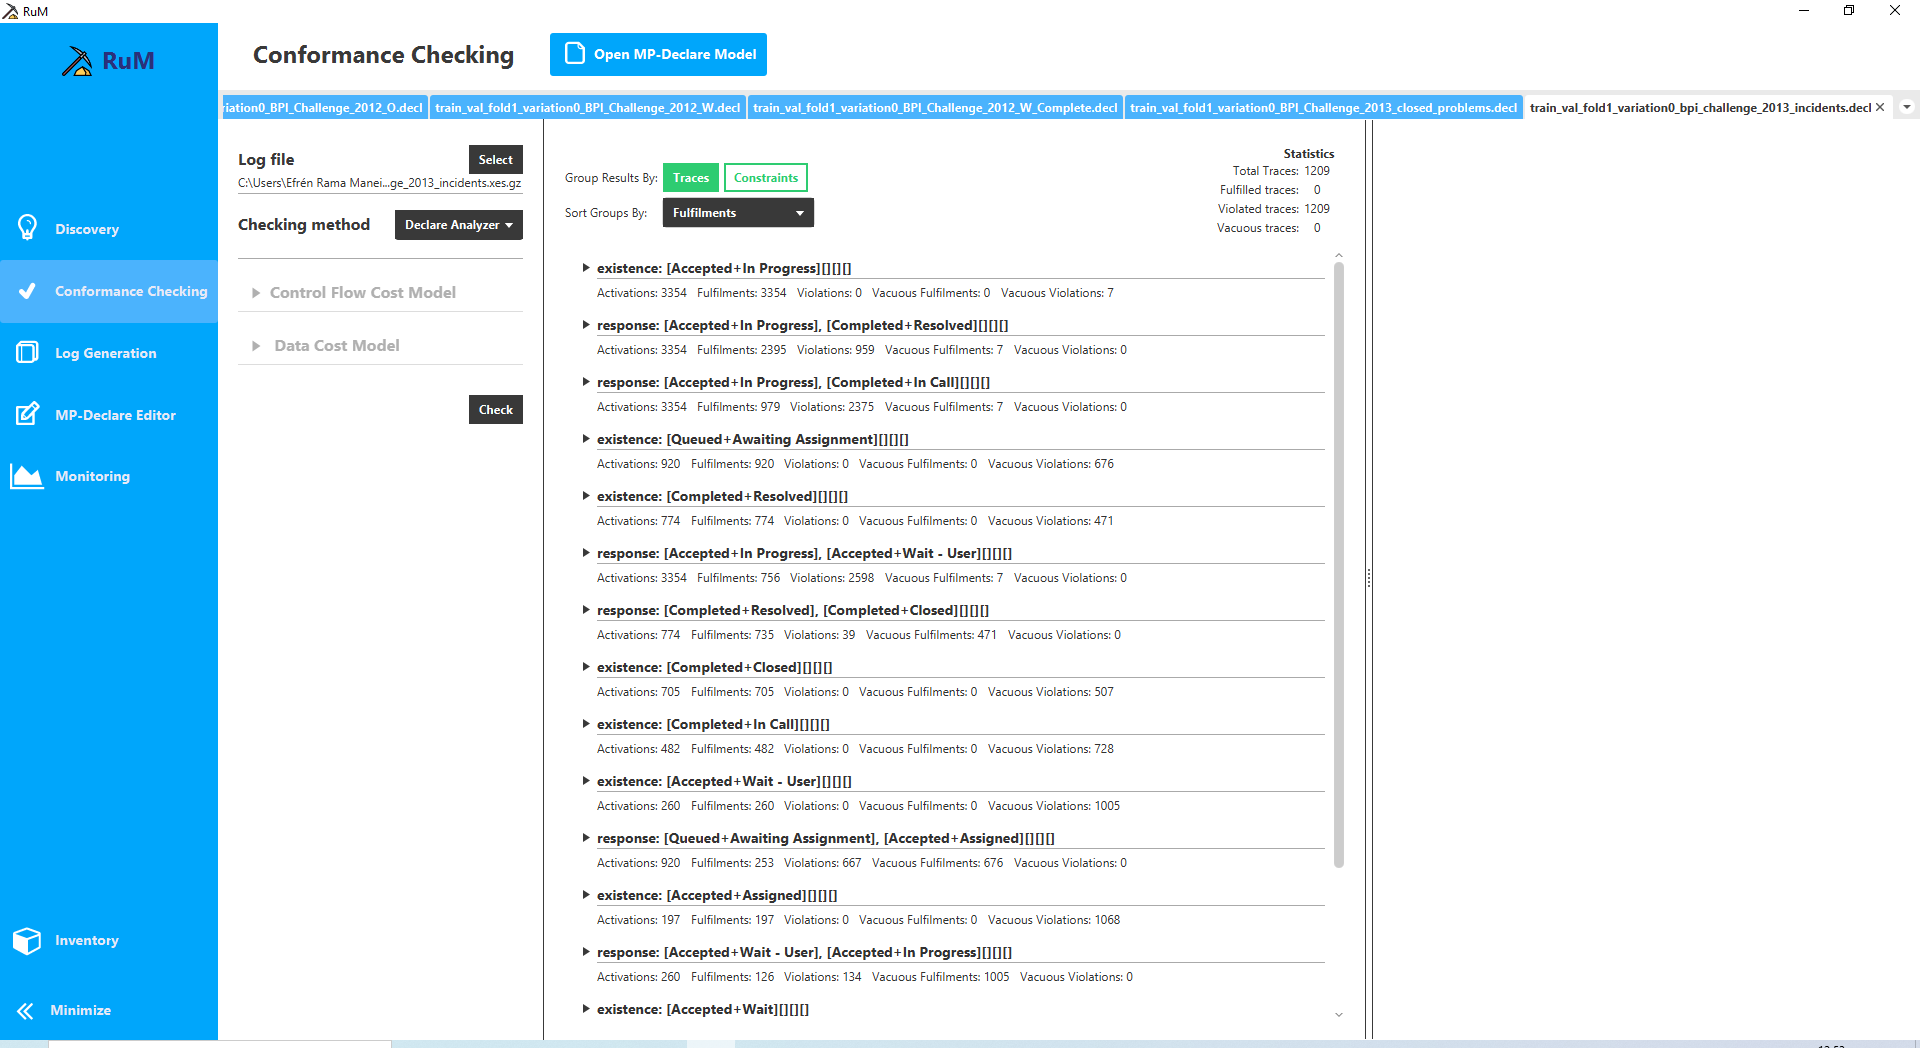 RuM
RuM
Conformance Checking
Open MP-Declare Model
riation0_BPI_Challenge_2012_O.decl
train_val_fold1_variation0_BPI_Challenge_2012_W.decl
train_val_fold1_variation0_BPI_Challenge_2012_W_Complete.decl
train_val_fold1_variation0_BPI_Challenge_2013_closed_problems.decl
train_val_fold1_variation0_bpi_challenge_2013_incidents.decl
Discovery
Conformance Checking
Log Generation
MP-Declare Editor
Monitoring
Inventory
Minimize
Log file
Select
C:\Users\Efrén Rama Manei...ge_2013_incidents.xes.gz
Checking method
Declare Analyzer
Control Flow Cost Model
Data Cost Model
Check
Group Results By: Traces Constraints
Sort Groups By: Fulfilments
Statistics
Total Traces: 1209
Fulfilled traces: 0
Violated traces: 1209
Vacuous traces: 0
existence: [Accepted+In Progress][][][]
Activations: 3354 Fulfilments: 3354 Violations: 0 Vacuous Fulfilments: 0 Vacuous Violations: 7
response: [Accepted+In Progress], [Completed+Resolved][][][]
Activations: 3354 Fulfilments: 2395 Violations: 959 Vacuous Fulfilments: 7 Vacuous Violations: 0
response: [Accepted+In Progress], [Completed+In Call][][][]
Activations: 3354 Fulfilments: 979 Violations: 2375 Vacuous Fulfilments: 7 Vacuous Violations: 0
existence: [Queued+Awaiting Assignment][][][]
Activations: 920 Fulfilments: 920 Violations: 0 Vacuous Fulfilments: 0 Vacuous Violations: 676
existence: [Completed+Resolved][][][]
Activations: 774 Fulfilments: 774 Violations: 0 Vacuous Fulfilments: 0 Vacuous Violations: 471
response: [Accepted+In Progress], [Accepted+Wait - User][][][]
Activations: 3354 Fulfilments: 756 Violations: 2598 Vacuous Fulfilments: 7 Vacuous Violations: 0
response: [Completed+Resolved], [Completed+Closed][][][]
Activations: 774 Fulfilments: 735 Violations: 39 Vacuous Fulfilments: 471 Vacuous Violations: 0
existence: [Completed+Closed][][][]
Activations: 705 Fulfilments: 705 Violations: 0 Vacuous Fulfilments: 0 Vacuous Violations: 507
existence: [Completed+In Call][][][]
Activations: 482 Fulfilments: 482 Violations: 0 Vacuous Fulfilments: 0 Vacuous Violations: 728
existence: [Accepted+Wait - User][][][]
Activations: 260 Fulfilments: 260 Violations: 0 Vacuous Fulfilments: 0 Vacuous Violations: 1005
response: [Queued+Awaiting Assignment], [Accepted+Assigned][][][]
Activations: 920 Fulfilments: 253 Violations: 667 Vacuous Fulfilments: 676 Vacuous Violations: 0
existence: [Accepted+Assigned][][][]
Activations: 197 Fulfilments: 197 Violations: 0 Vacuous Fulfilments: 0 Vacuous Violations: 1068
response: [Accepted+Wait - User], [Accepted+In Progress][][][]
Activations: 260 Fulfilments: 126 Violations: 134 Vacuous Fulfilments: 1005 Vacuous Violations: 0
existence: [Accepted+Wait][][][]